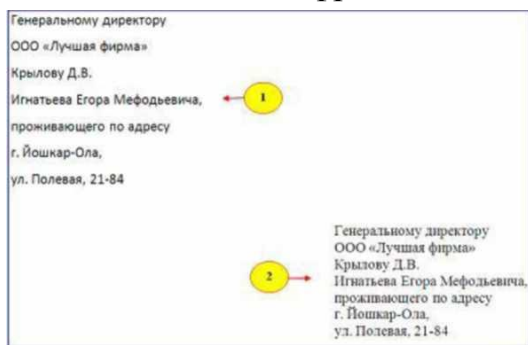 Генеральному директору
ООО «Лучшая фирма»
Крылову Д.В.
Игнатьева Егора Мефодьевича,
1
проживающего по адресу
г. Йошкар-Ола,
ул. Полевая, 21-84
Генеральному директору
ООО «Лучшая фирма»
Крылову Д.В.
2
Игнатьева Егора Мефодьевича,
проживающего по адресу
г. Йошкар-Ола,
ул. Полевая, 21-84